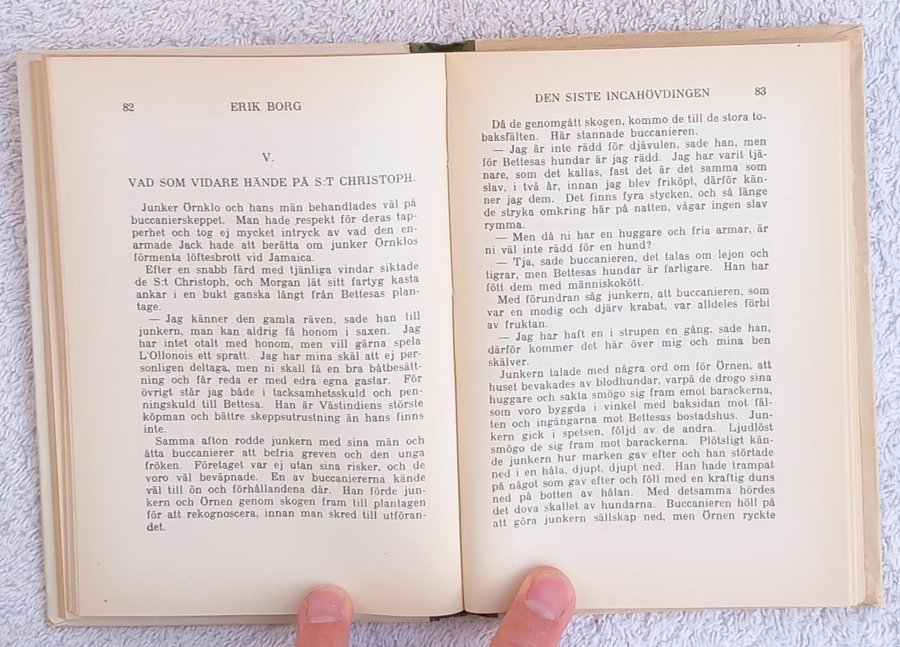 82
ERIK BORG
V.
VAD SOM VIDARE HÄNDE PÅ S:T CHRISTOPH.
Junker Örnklo och hans män behandlades väl på
buccanierskeppet. Man hade respekt för deras tap-
perhet och tog ej mycket intryck av vad den en-
armade Jack hade att berätta om junker Örnklos
förmenta löftesbrott vid Jamaica.
Efter en snabb färd med tjänliga vindar siktade
de S:t Christoph, och Morgan lät sitt fartyg kasta
ankar i en bukt ganska långt från Bettesas plan-
tage.
— Jag känner den gamla räven, sade han till
junkern, man kan aldrig få honom i saxen. Jag
har intet otalt med honom, men vill gärna spela
L'Ollonois ett spratt. Jag har mina skäl att ej per-
sonligen deltaga, men ni skall få en bra båtbesätt-
ning och får reda er med edra egna gastar. För
övrigt står jag både i tacksamhetsskuld och pen-
ningskuld till Bettesa. Han är Västindiens störste
köpman och bättre skeppsutrustning än hans finns
inte.
Samma afton rodde junkern med sina män och
åtta buccanierer att befria greven och den unga
fröken. Företaget var ej utan sina risker, och de
voro väl beväpnade. En av buccaniererna kände
väl till ön och förhållandena där. Han förde jun-
kern och Örnen genom skogen fram till plantagen
för att rekognoscera, innan man skred till utföran-
det.
DEN SISTE INCAHÖVDINGEN
83
Då de genomgått skogen, kommo de till de stora to-
baksfälten. Här stannade buccanieren.
— Jag är inte rädd för djävulen, sade han, men
för Bettesas hundar är jag rädd. Jag har varit tjä-
nare, som det kallas, fast det är det samma som
slav, i två år, innan jag blev friköpt, därför kän-
ner jag dem. Det finns fyra stycken, och så länge
de stryka omkring här på natten, vågar ingen slav
rymma.
— Men då ni har en huggare och fria armar, är
ni väl inte rädd för en hund?
— Tja, sade buccanieren, det talas om lejon och
tigrar, men Bettesas hundar är farligare. Han har
fött dem med människokött.
Med förundran såg junkern, att buccanieren, som
var en modig och djärv krabat, var alldeles förbi
av fruktan.
— Jag har haft en i strupen en gång, sade han,
därför kommer det här över mig och mina ben
skälver.
Junkern talade med några ord om för Örnen, att
huset bevakades av blodhundar, varpå de drogo sina
huggare och sakta smögo sig fram emot barackerna,
som voro byggda i vinkel med baksidan mot fäl-
ten och ingångarna mot Bettesas bostadshus. Jun-
kern gick i spetsen, följd av de andra. Ljudlöst
smögo de sig fram mot barackerna. Plötsligt kän-
de junkern hur marken gav efter och han störtade
ned i en håla, djupt, djupt ned. Han hade trampat
på något som gav efter och föll med en kraftig duns
ned på botten av hålan. Med detsamma hördes
det dova skallet av hundarna. Buccanieren höll på
att göra junkern sällskap ned, men Örnen ryckte